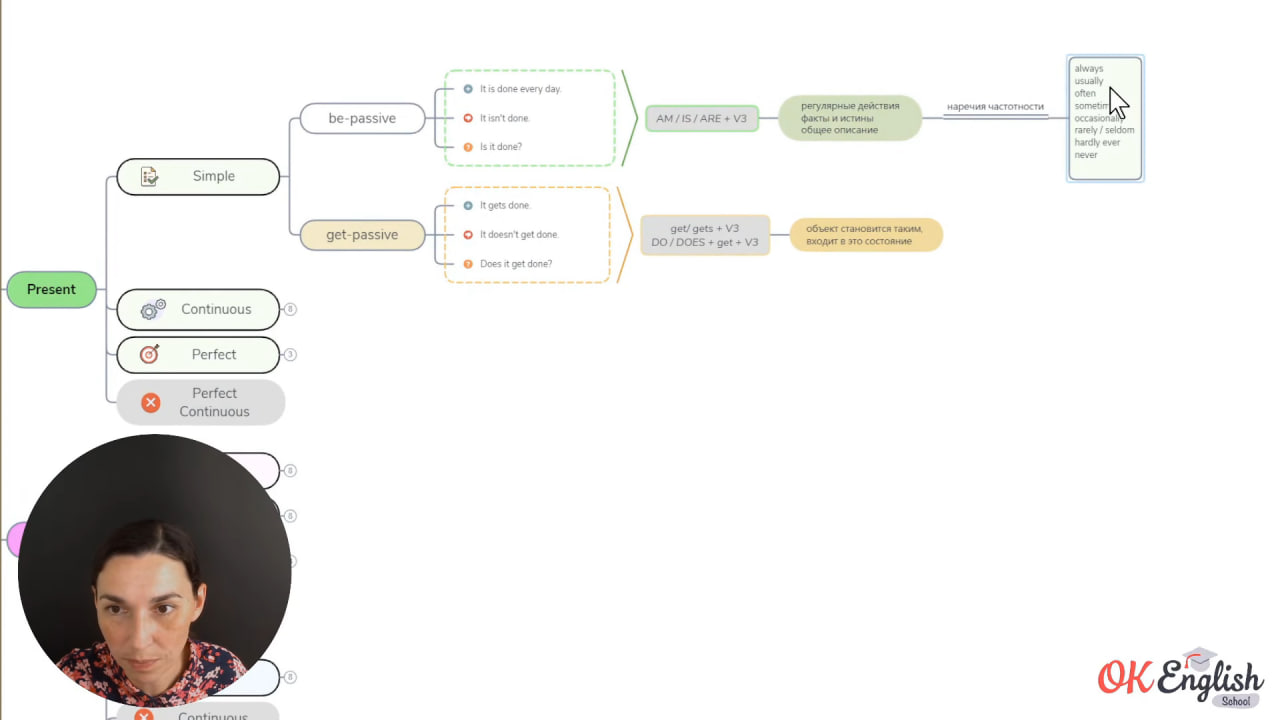 be-passive
It is done every day.
It isn't done.
Is it done?
AM / IS / ARE + V3
регулярные действия
факты и истины
общее описание
наречия частотности
always
usually
often
occasionally
rarely / seldom
hardly ever
never
Simple
get-passive
It gets done.
It doesn't get done.
Does it get done?
get/ gets + V3
DO / DOES + get + V3
объект становится таким,
входит в это состояние
Present
Continuous
8
Perfect
3
Perfect
Continuous
8
8
8
Continuous
OK English
School